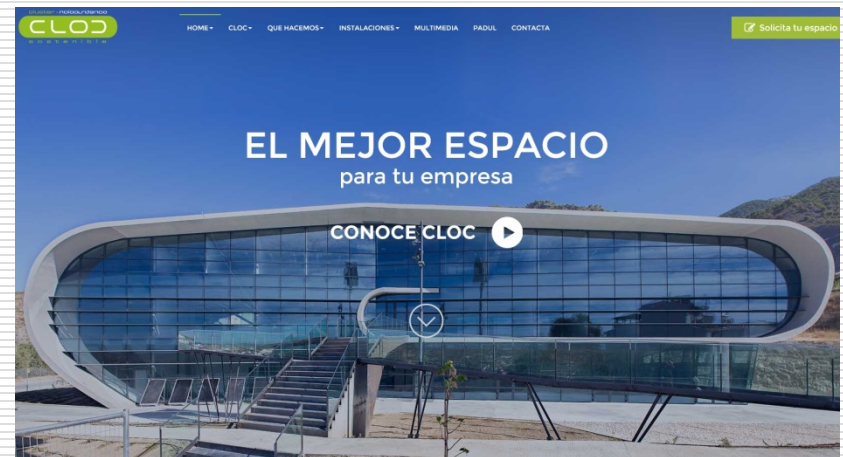 CLOC
sostenible
HOME
CLOC
QUE HACEMOS
INSTALACIONES
MULTIMEDIA
PADUL
CONTACTA
Solicita tu espacio
EL MEJOR ESPACIO
para tu empresa
CONOCE CLOC